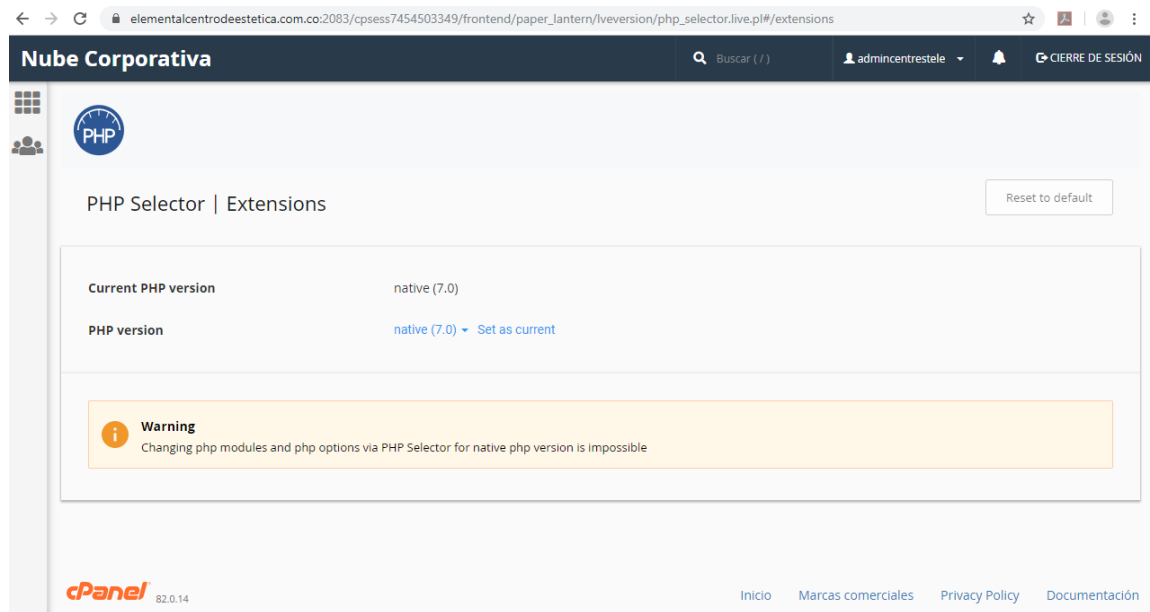 elementalcentrodeestetica.com.co:2083/cpsess7454503349/frontend/paper_lantern/lveversion/php_selector.live.pl#/extensions
Nube Corporativa
Buscar ( / )
admincentrestele
CIERRE DE SESIÓN
PHP
PHP Selector | Extensions
Reset to default
Current PHP version native (7.0)
PHP version native (7.0) Set as current
Warning
Changing php modules and php options via PHP Selector for native php version is impossible
cPanel 82.0.14
Inicio Marcas comerciales Privacy Policy Documentación